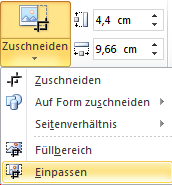 Zuschneiden
4,4 cm
9,66 cm
Zuschneiden
Auf Form zuschneiden
Seitenverhältnis
Füllbereich
Einpassen